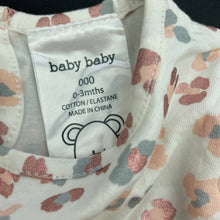 baby baby
000
0-3mths
COTTON / ELASTANE
MADE IN CHINA